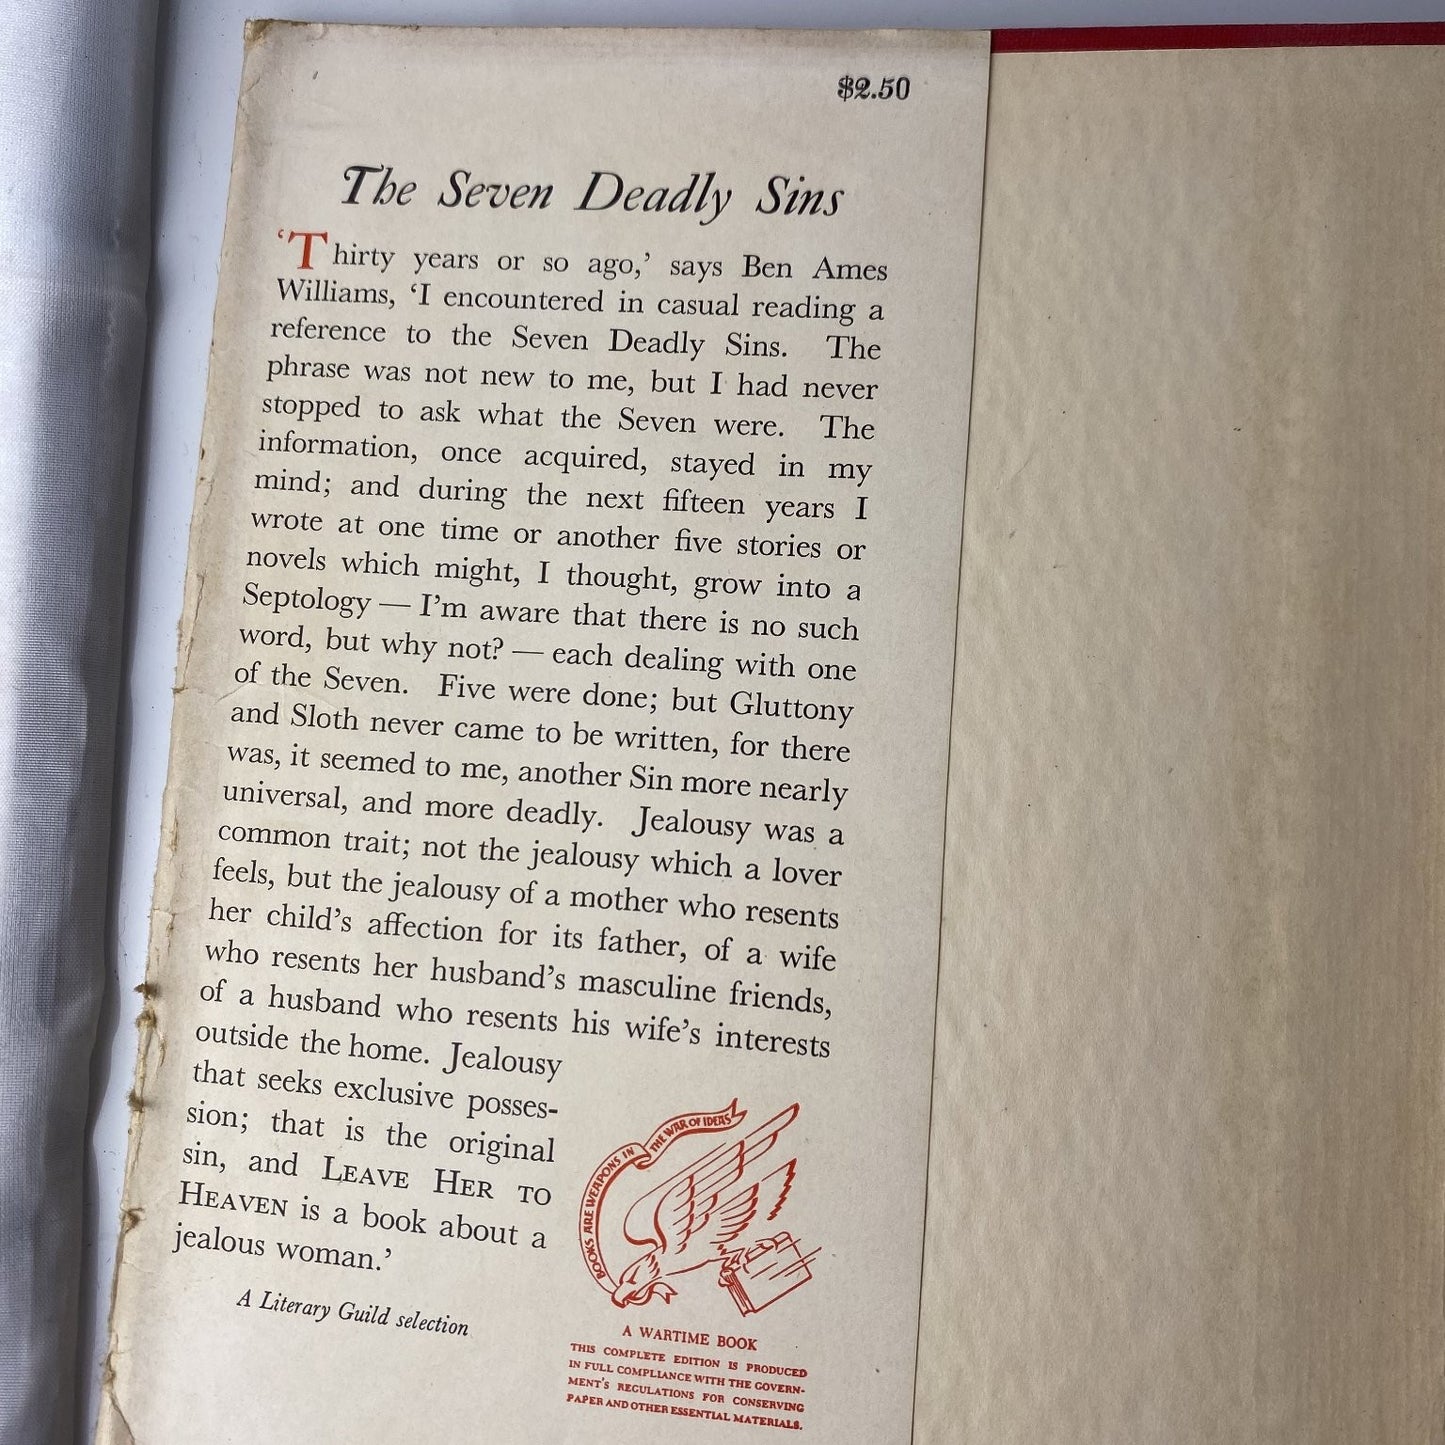 $2.50
The Seven Deadly Sins
‘Thirty years or so ago,’ says Ben Ames
Williams, ‘I encountered in casual reading a
reference to the Seven Deadly Sins. The
phrase was not new to me, but I had never
stopped to ask what the Seven were. The
information, once acquired, stayed in my
mind; and during the next fifteen years I
wrote at one time or another five stories or
novels which might, I thought, grow into a
Septology — I’m aware that there is no such
word, but why not? — each dealing with one
of the Seven. Five were done; but Gluttony
and Sloth never came to be written, for there
was, it seemed to me, another Sin more nearly
universal, and more deadly. Jealousy was a
common trait; not the jealousy which a lover
feels, but the jealousy of a mother who resents
her child’s affection for its father, of a wife
who resents her husband’s masculine friends,
of a husband who resents his wife’s interests
outside the home. Jealousy
that seeks exclusive posses-
sion; that is the original
sin, and LEAVE HER TO
HEAVEN is a book about a
jealous woman.’
A Literary Guild selection
BOOKS ARE WEAPONS IN THE WAR OF IDEAS
A WARTIME BOOK
THIS COMPLETE EDITION IS PRODUCED
IN FULL COMPLIANCE WITH THE GOVERN-
MENT’S REGULATIONS FOR CONSERVING
PAPER AND OTHER ESSENTIAL MATERIALS.